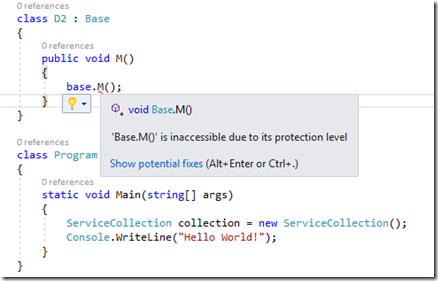 0 references
class D2 : Base
{
0 references
public void M()
{
base.M();
}
}
void Base.M()
'Base.M()' is inaccessible due to its protection level
Show potential fixes (Alt+Enter or Ctrl+.)
0 references
class Program
{
0 references
static void Main(string[] args)
{
ServiceCollection collection = new ServiceCollection();
Console.WriteLine("Hello World!");
}
}